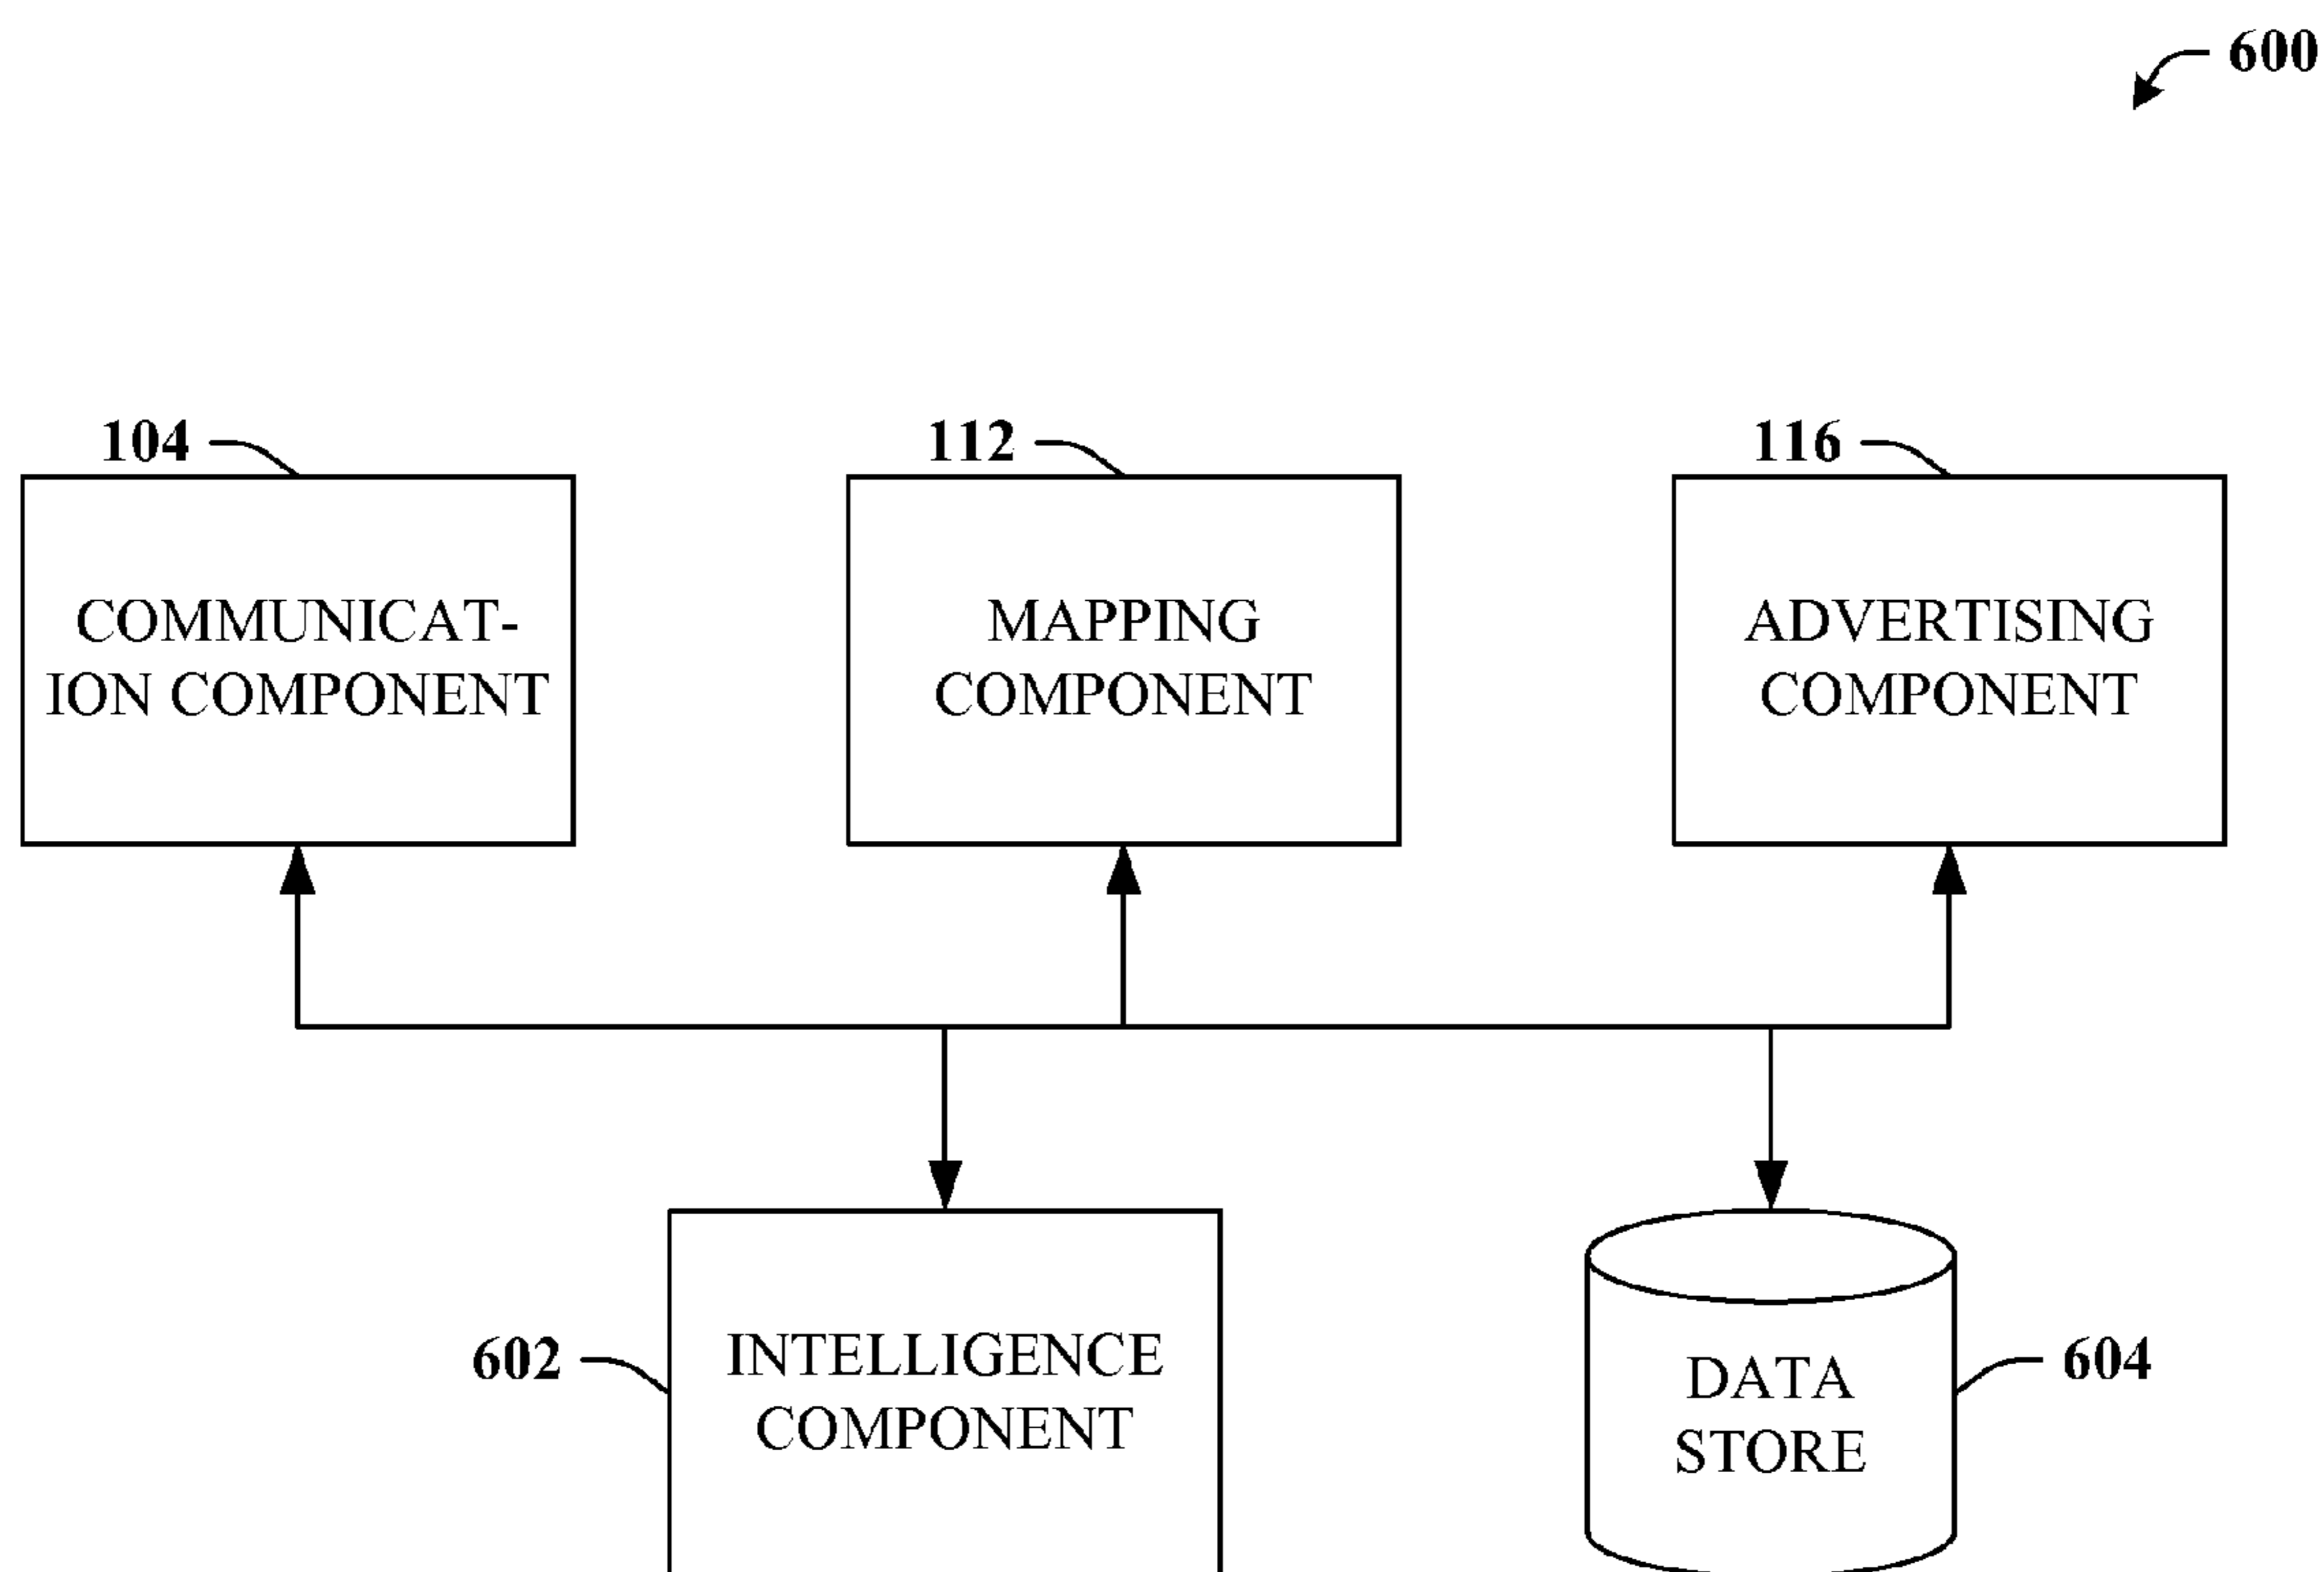 600
104
112
116
COMMUNICAT-
ION COMPONENT
MAPPING
COMPONENT
ADVERTISING
COMPONENT
602
INTELLIGENCE
COMPONENT
DATA
STORE
604